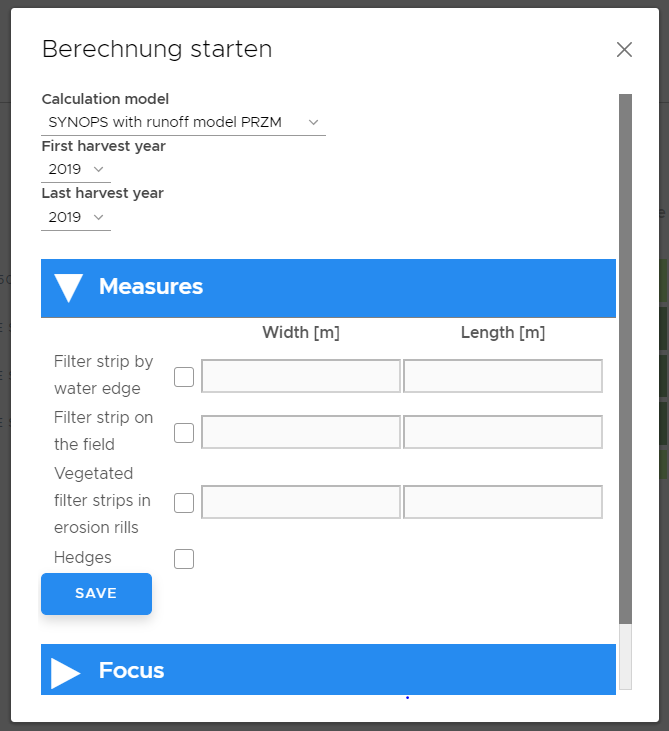 Berechnung starten
Calculation model
SYNOPS with runoff model PRZM
First harvest year
2019
Last harvest year
2019
Measures
Width [m] Length [m]
Filter strip by
water edge
Filter strip on
the field
Vegetated
filter strips in
erosion rills
Hedges
SAVE
Focus